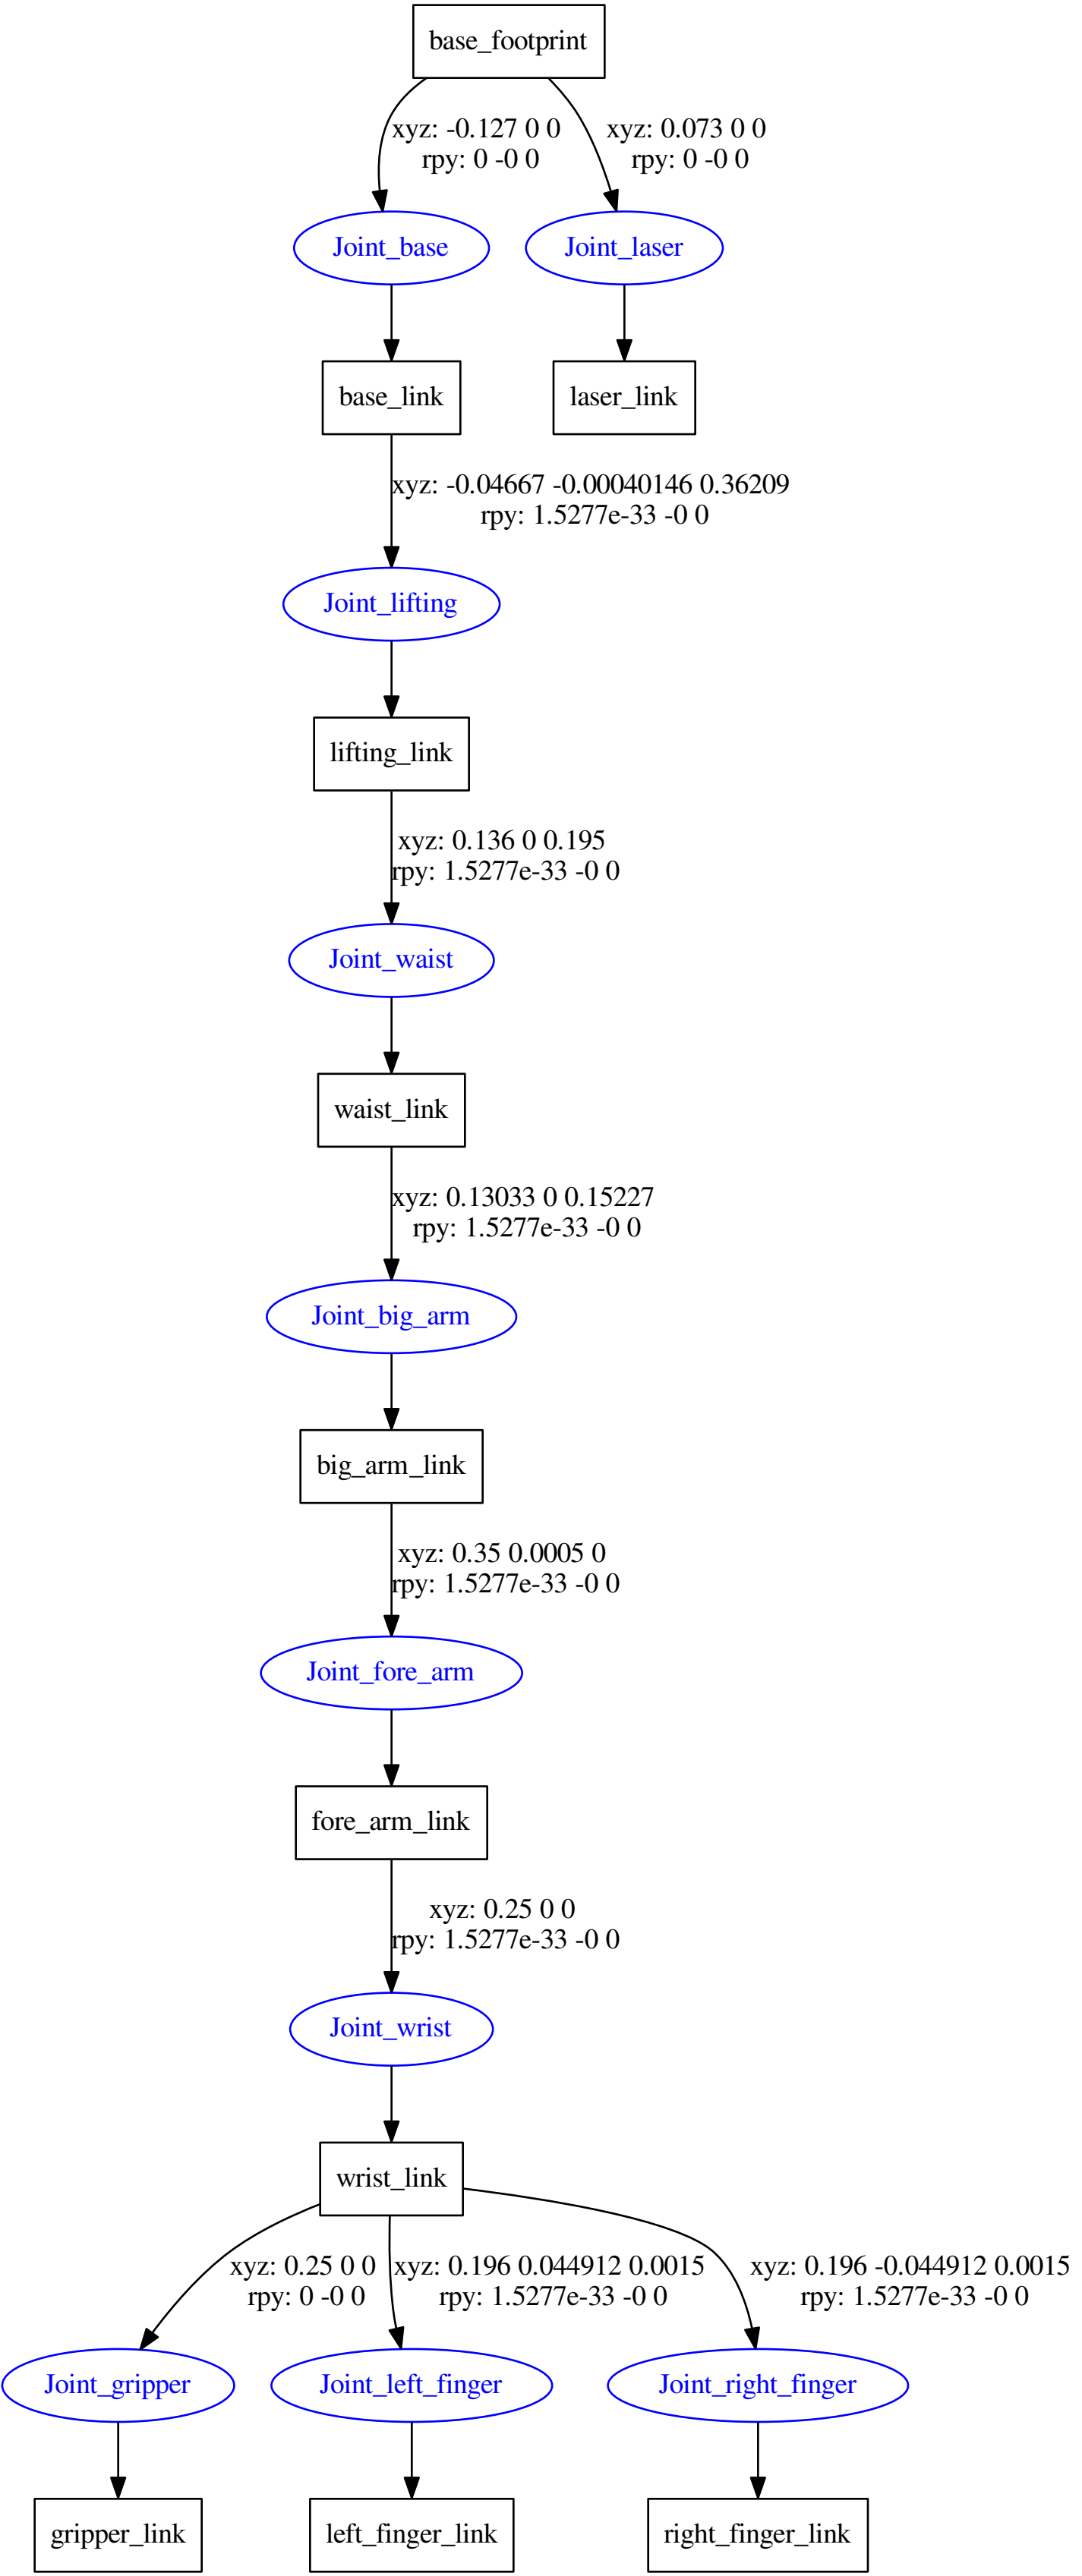 base_footprint
xyz: -0.127 0 0
rpy: 0 -0 0
xyz: 0.073 0 0
rpy: 0 -0 0
Joint_base
Joint_laser
base_link
laser_link
xyz: -0.04667 -0.00040146 0.36209
rpy: 1.5277e-33 -0 0
Joint_lifting
lifting_link
xyz: 0.136 0 0.195
rpy: 1.5277e-33 -0 0
Joint_waist
waist_link
xyz: 0.13033 0 0.15227
rpy: 1.5277e-33 -0 0
Joint_big_arm
big_arm_link
xyz: 0.35 0.0005 0
rpy: 1.5277e-33 -0 0
Joint_fore_arm
fore_arm_link
xyz: 0.25 0 0
rpy: 1.5277e-33 -0 0
Joint_wrist
wrist_link
xyz: 0.25 0 0
rpy: 0 -0 0
xyz: 0.196 0.044912 0.0015
rpy: 1.5277e-33 -0 0
xyz: 0.196 -0.044912 0.0015
rpy: 1.5277e-33 -0 0
Joint_gripper
Joint_left_finger
Joint_right_finger
gripper_link
left_finger_link
right_finger_link